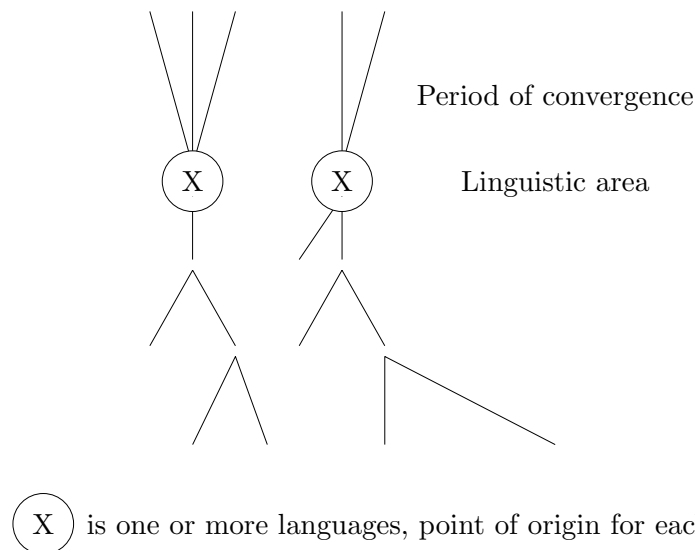 Period of convergence
X X Linguistic area
X is one or more languages, point of origin for eac